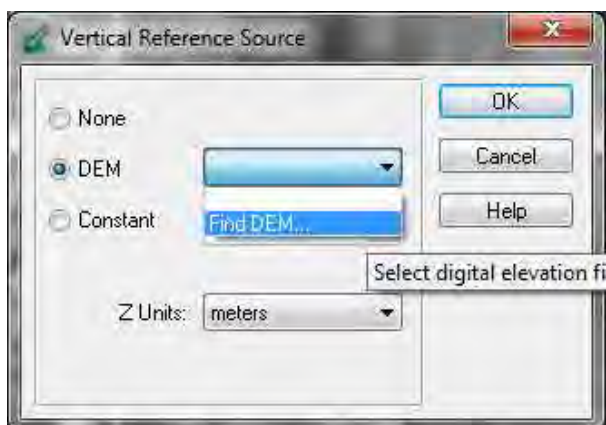 Vertical Reference Source
None
DEM
Constant
Find DEM...
Z Units: meters
OK
Cancel
Help
Select digital elevation fi